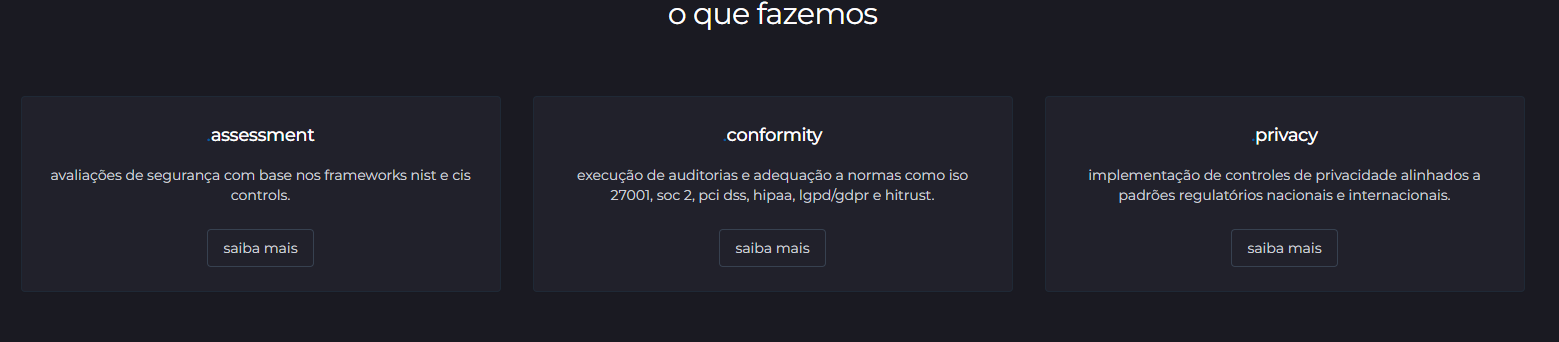 o que fazemos
.assessment
avaliações de segurança com base nos frameworks nist e cis
controls.
saiba mais
.conformity
execução de auditorias e adequação a normas como iso
27001, soc 2, pci dss, hipaa, lgpd/gdpr e hitrust.
saiba mais
.privacy
implementação de controles de privacidade alinhados a
padrões regulatórios nacionais e internacionais.
saiba mais